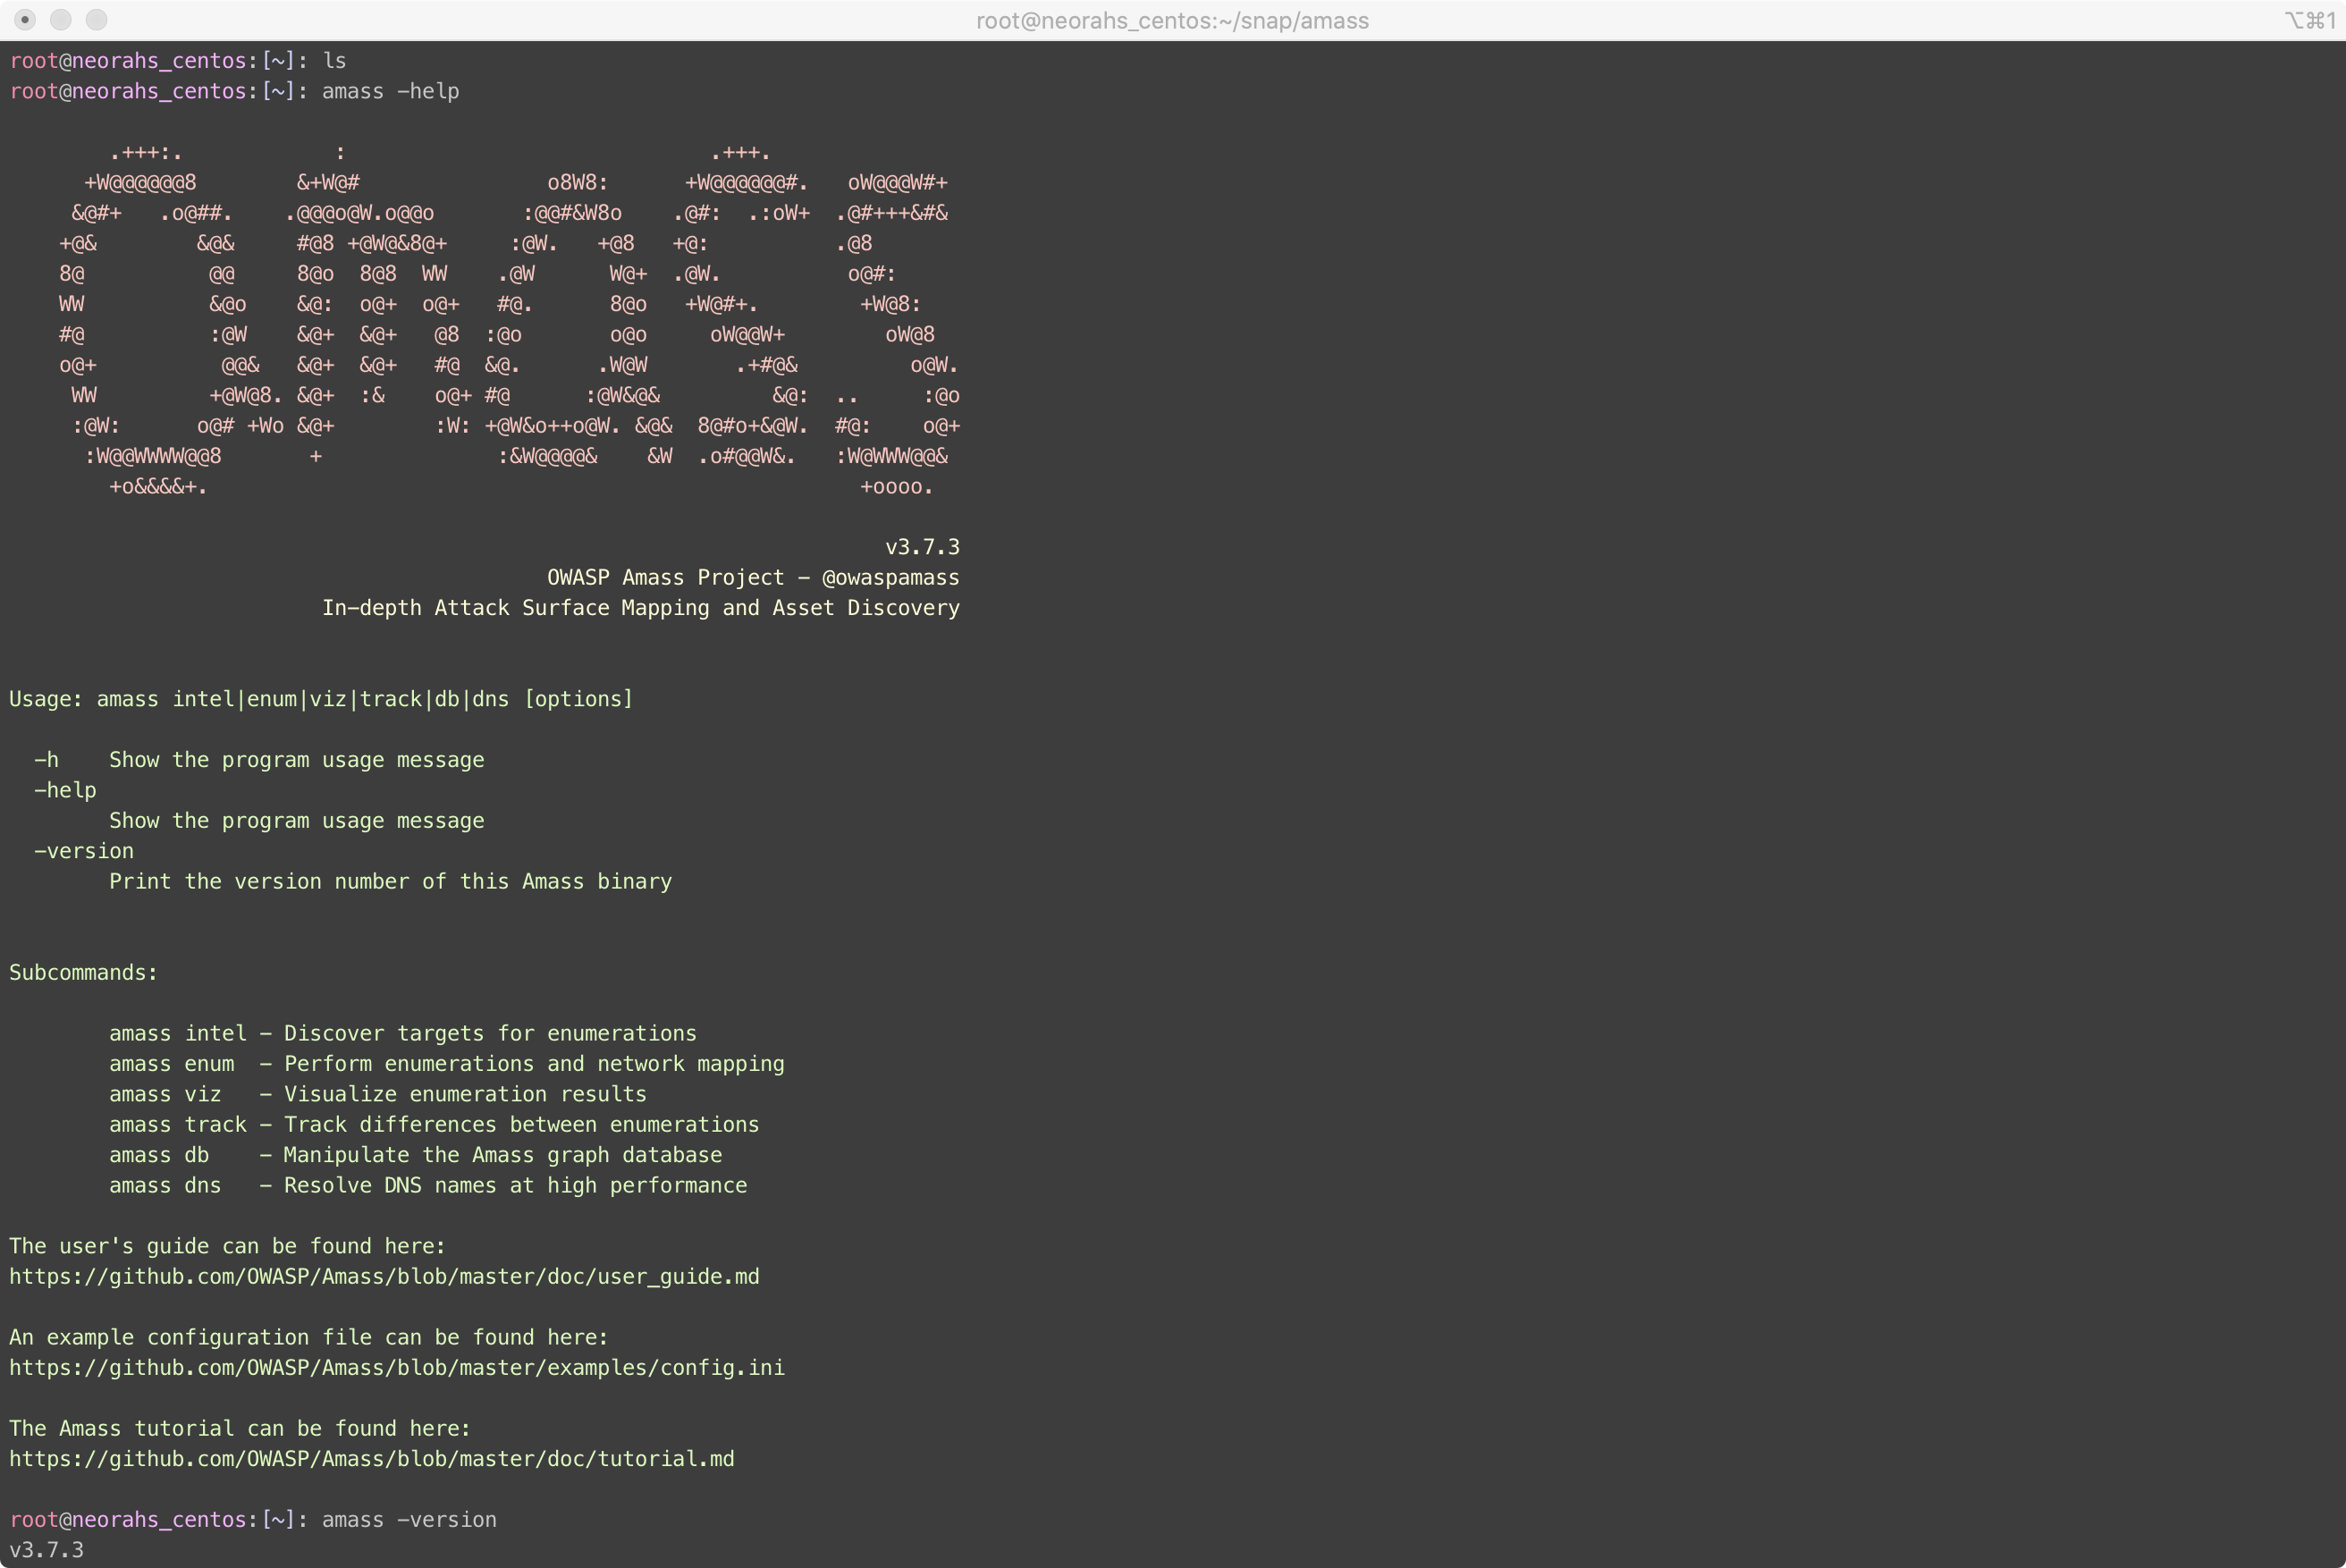 root@neorahs_centos:~/snap/amass ⌥⌘1
root@neorahs_centos:[~]: ls
root@neorahs_centos:[~]: amass -help
        .+++:.            :                             .+++.
      +W@@@@@@8        &+W@#               o8W8:      +W@@@@@@#.   oW@@@W#+
     &@#+   .o@##.    .@@@o@W.o@@o       :@@#&W8o    .@#:  .:oW+  .@#+++&#&
    +@&        &@&     #@8 +@W@&8@+     :@W.   +@8   +@:          .@8
    8@          @@     8@o  8@8  WW    .@W      W@+  .@W.          o@#:
    WW          &@o    &@:  o@+  o@+   #@.      8@o   +W@#+.        +W@8:
    #@          :@W    &@+  &@+   @8  :@o       o@o     oW@@W+        oW@8
    o@+          @@&   &@+  &@+   #@  &@.      .W@W       .+#@&         o@W.
     WW         +@W@8. &@+  :&    o@+ #@      :@W&@&         &@:  ..     :@o
     :@W:      o@# +Wo &@+        :W: +@W&o++o@W. &@&  8@#o+&@W.  #@:    o@+
      :W@@WWWW@@8       +              :&W@@@@&    &W  .o#@@W&.   :W@WWW@@&
        +o&&&&+.                                                    +oooo.
v3.7.3
OWASP Amass Project - @owaspamass
In-depth Attack Surface Mapping and Asset Discovery
Usage: amass intel|enum|viz|track|db|dns [options]
  -h    Show the program usage message
  -help
        Show the program usage message
  -version
        Print the version number of this Amass binary
Subcommands:
        amass intel - Discover targets for enumerations
        amass enum  - Perform enumerations and network mapping
        amass viz   - Visualize enumeration results
        amass track - Track differences between enumerations
        amass db    - Manipulate the Amass graph database
        amass dns   - Resolve DNS names at high performance
The user's guide can be found here:
https://github.com/OWASP/Amass/blob/master/doc/user_guide.md
An example configuration file can be found here:
https://github.com/OWASP/Amass/blob/master/examples/config.ini
The Amass tutorial can be found here:
https://github.com/OWASP/Amass/blob/master/doc/tutorial.md
root@neorahs_centos:[~]: amass -version
v3.7.3